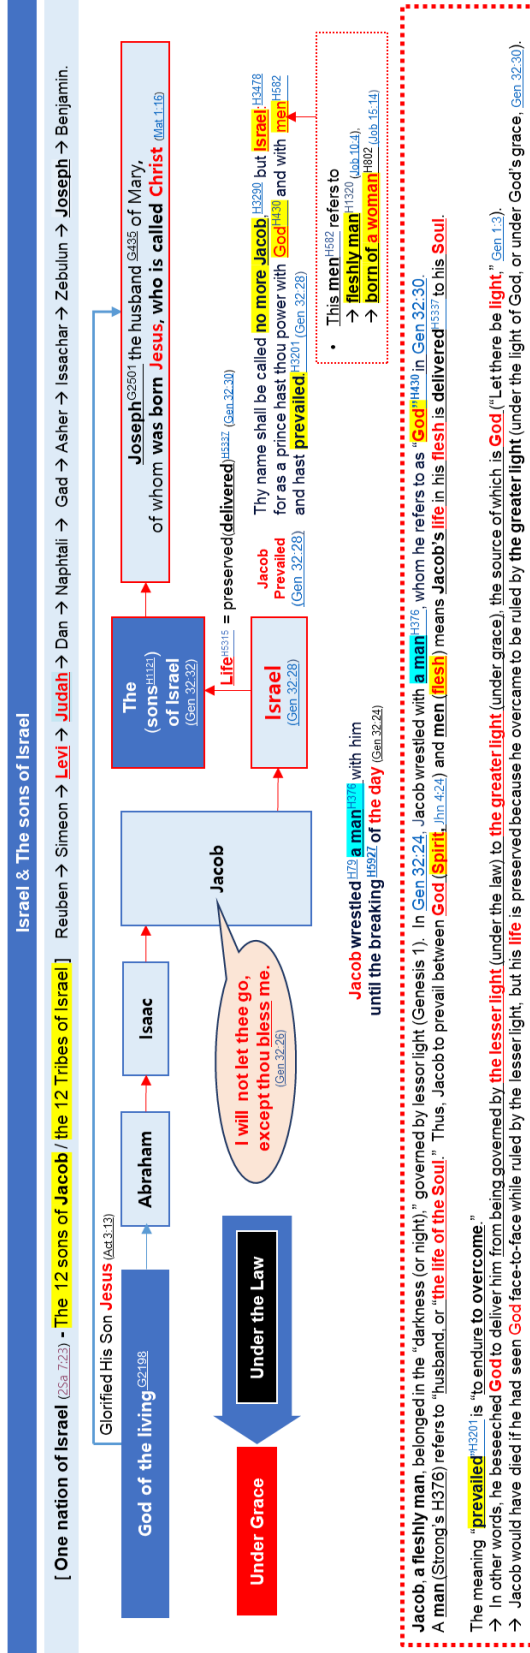 Israel & The sons of Israel
[ One nation of Israel (2Sa 7:23) - The 12 sons of Jacob / the 12 Tribes of Israel ] Reuben → Simeon → Levi → Judah → Dan → Naphtali → Gad → Asher → Issachar → Zebulun → Joseph → Benjamin.
Glorified His Son Jesus (Act 3:13)
God of the living G2198
Abraham
Isaac
Jacob
The
(sons H1121)
of Israel
(Gen 32:32)
Joseph G2501 the husband G435 of Mary,
of whom was born Jesus, who is called Christ (Mat 1:16)
Life H5315 = preserved(delivered) H5337 (Gen 32:30)
Israel
(Gen 32:28)
Jacob
Prevailed
(Gen 32:28)
Thy name shall be called no more Jacob, H3290 but Israel: H3478
for as a prince hast thou power with God H430 and with men H582
and hast prevailed. H3201 (Gen 32:28)
• This men H582 refers to
→ fleshly man H1320 (Job 10:4),
→ born of a woman H802 (Job 15:14)
I will not let thee go,
except thou bless me.
(Gen 32:26)
Under Grace
Under the Law
Jacob wrestled H79 a man H376 with him
until the breaking H5927 of the day (Gen 32:24)
Jacob, a fleshly man, belonged in the “darkness (or night),” governed by lessor light (Genesis 1). In Gen 32:24, Jacob wrestled with a man H376, whom he refers to as “God” H430 in Gen 32:30.
A man (Strong’s H376) refers to “husband, or “the life of the Soul.” Thus, Jacob to prevail between God (Spirit, Jhn 4:24) and men (flesh) means Jacob’s life in his flesh is delivered H5337 to his Soul.
The meaning “prevailed” H3201 is “to endure to overcome.”
→ In other words, he beseeched God to deliver him from being governed by the lesser light (under the law) to the greater light (under grace), the source of which is God (“Let there be light,” Gen 1:3).
→ Jacob would have died if he had seen God face-to-face while ruled by the lesser light, but his life is preserved because he overcame to be ruled by the greater light (under the light of God, or under God’s grace, Gen 32:30).